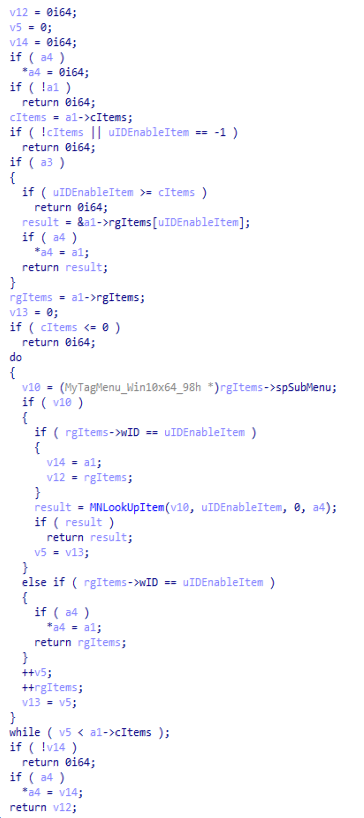 v12 = 0i64;
v5 = 0;
v14 = 0i64;
if ( a4 )
  *a4 = 0i64;
if ( !a1 )
  return 0i64;
cItems = a1->cItems;
if ( !cItems || uIDEnableItem == -1 )
  return 0i64;
if ( a3 )
{
  if ( uIDEnableItem >= cItems )
    return 0i64;
  result = &a1->rgItems[uIDEnableItem];
  if ( a4 )
    *a4 = a1;
  return result;
}
rgItems = a1->rgItems;
v13 = 0;
if ( cItems <= 0 )
  return 0i64;
do
{
  v10 = (MyTagMenu_Win10x64_98h *)rgItems->spSubMenu;
  if ( v10 )
  {
    if ( rgItems->wID == uIDEnableItem )
    {
      v14 = a1;
      v12 = rgItems;
    }
    result = MNLookUpItem(v10, uIDEnableItem, 0, a4);
    if ( result )
      return result;
    v5 = v13;
  }
  else if ( rgItems->wID == uIDEnableItem )
  {
    if ( a4 )
      *a4 = a1;
    return rgItems;
  }
  ++v5;
  ++rgItems;
  v13 = v5;
}
while ( v5 < a1->cItems );
if ( !v14 )
  return 0i64;
if ( a4 )
  *a4 = v14;
return v12;